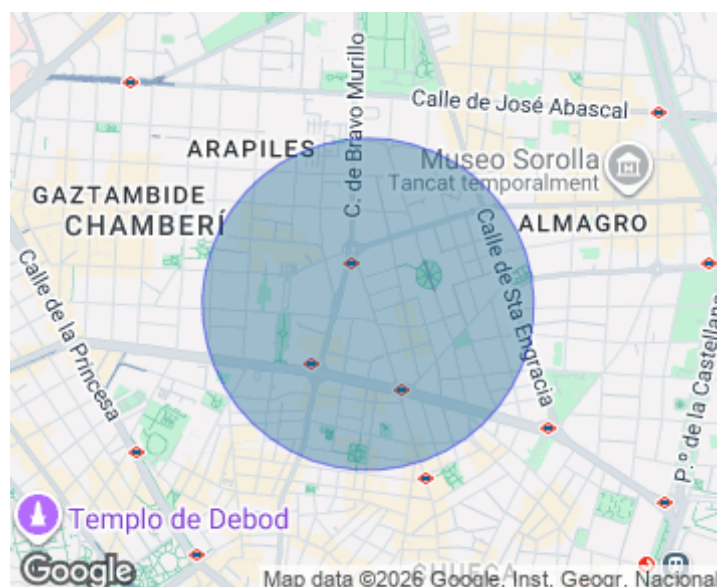 C. de Bravo Murillo
Calle de José Abascal
ARAPILES
Museo Sorolla
Tancat temporalment
GAZTAMBIDE
CHAMBERÍ
ALMAGRO
Calle de Sta Engracia
Calle de la Princesa
P.º de la Castellana
Templo de Debod
CHUECA
Google
Map data ©2026 Google, Inst. Geogr. Nacional